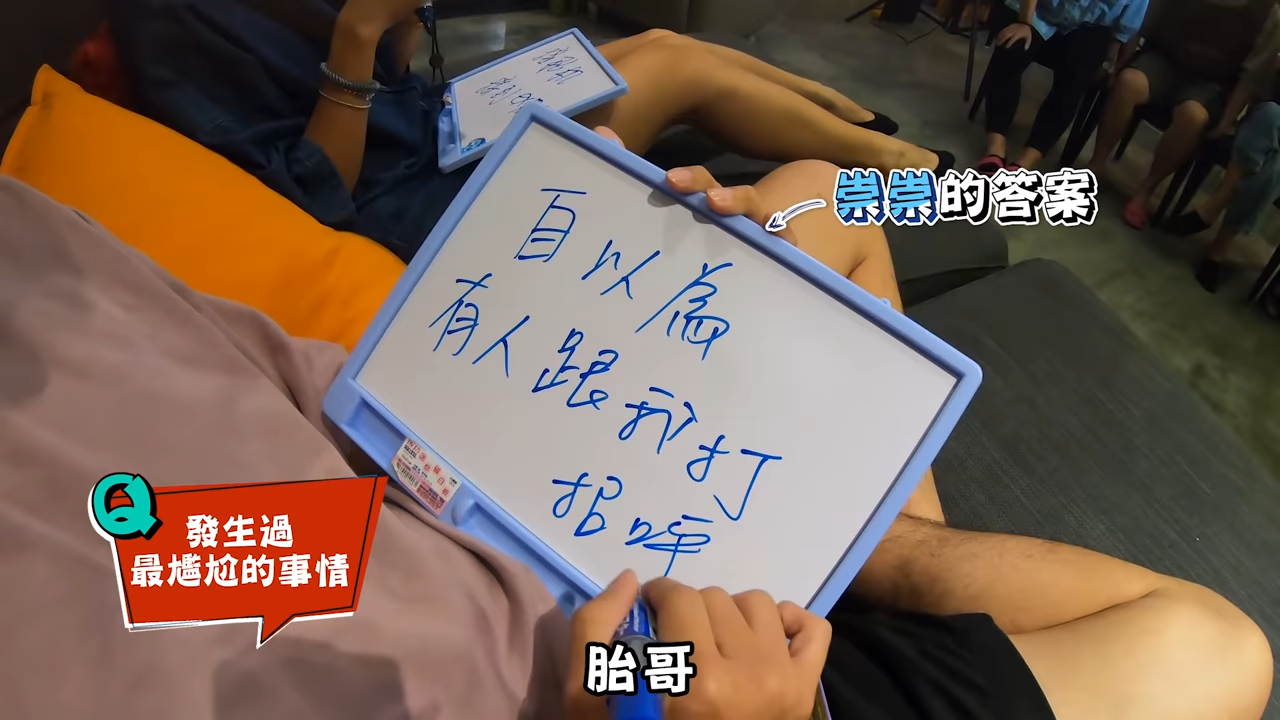 崇崇的答案
自以為
有人跟我打
招呼
Q
發生過
最尷尬的事情
胎哥